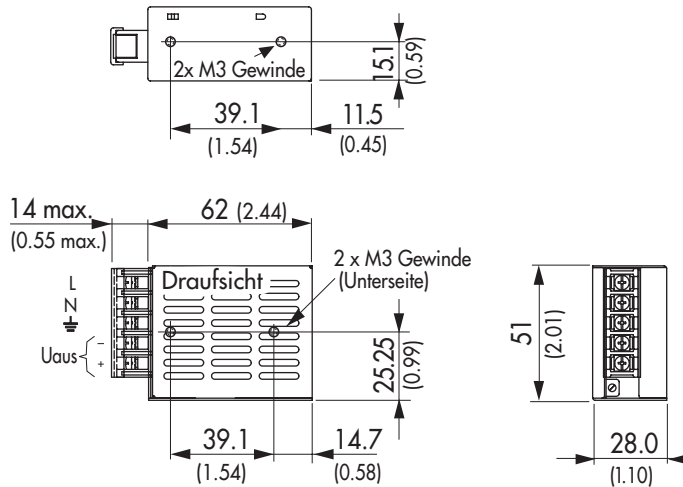 2x M3 Gewinde
15.1
(0.59)
39.1
(1.54)
11.5
(0.45)
14 max.
(0.55 max.)
62 (2.44)
Draufsicht
2 x M3 Gewinde
(Unterseite)
L
N
Uaus
–
+
25.25
(0.99)
39.1
(1.54)
14.7
(0.58)
51
(2.01)
28.0
(1.10)